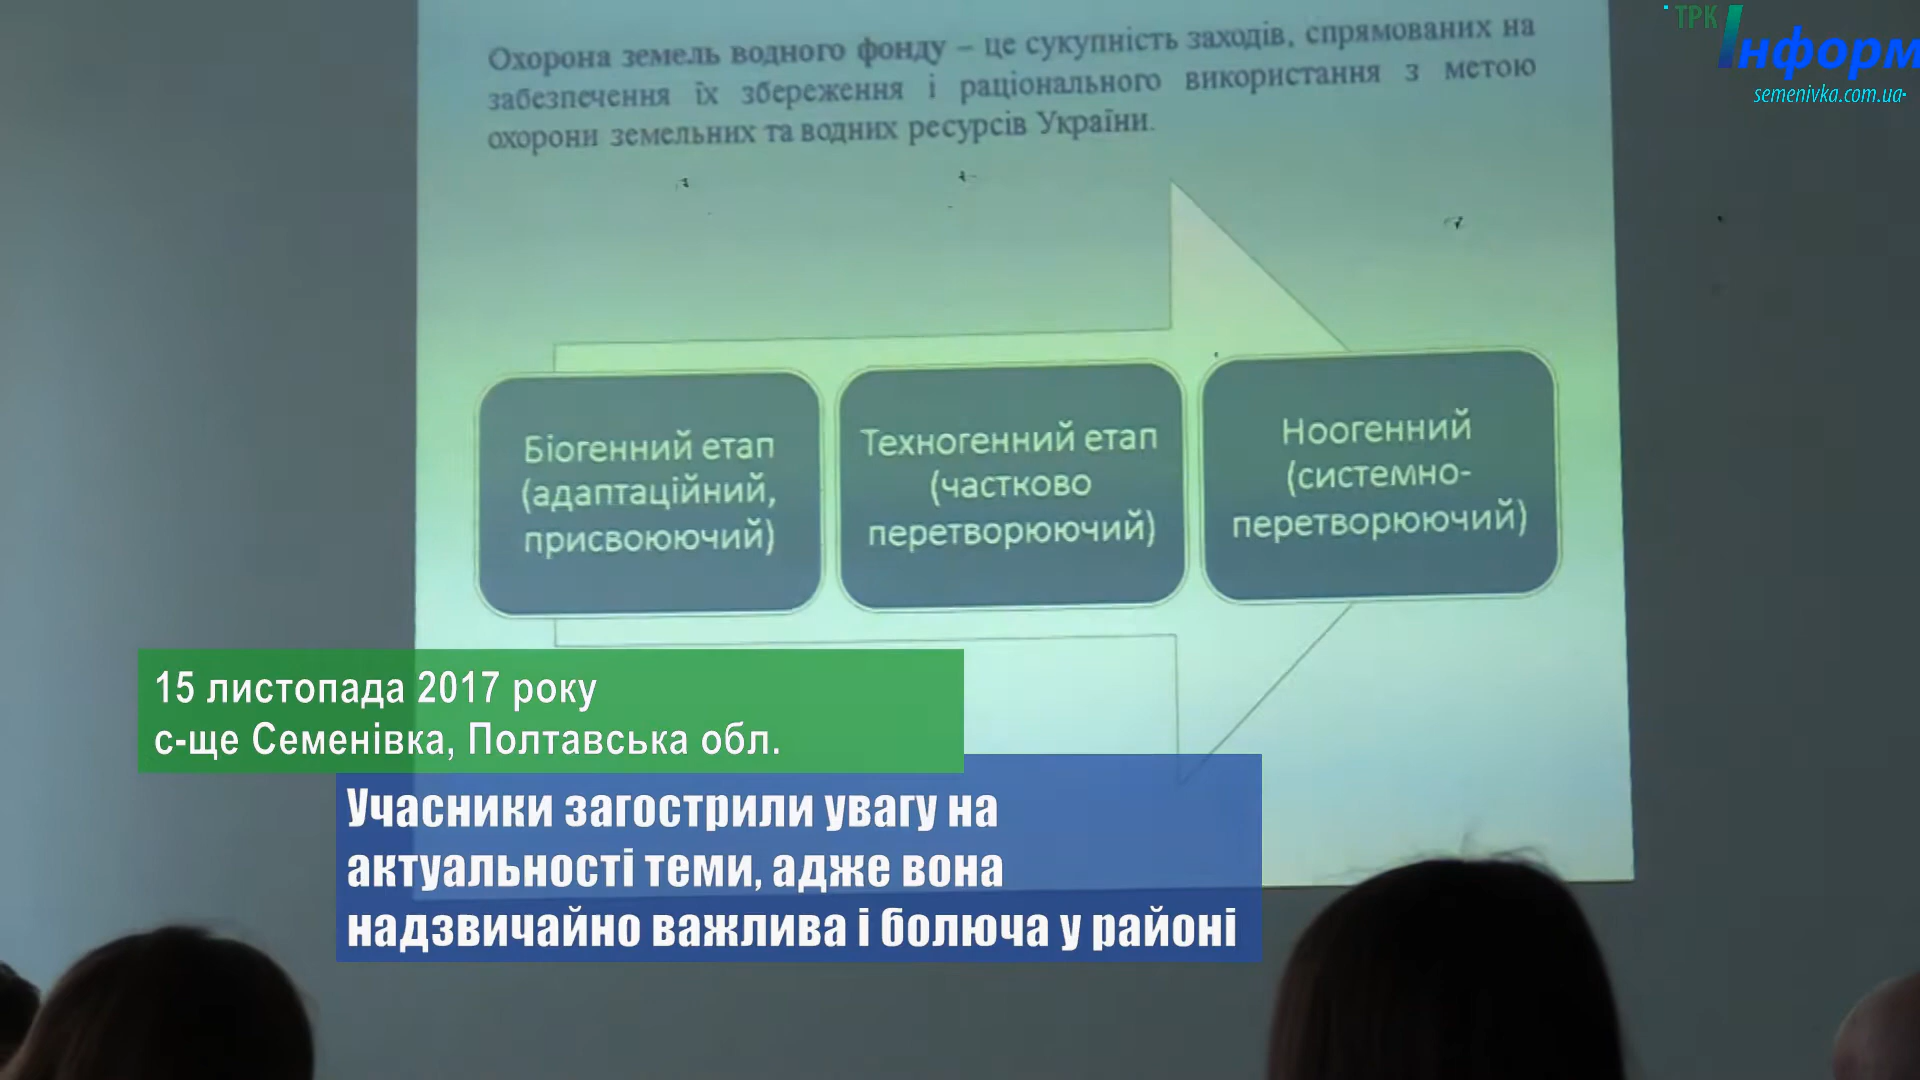 Охорона земель водного фонду – це сукупність заходів, спрямованих на
забезпечення їх збереження і раціонального використання з метою
охорони земельних та водних ресурсів України.
Біогенний етап
(адаптаційний,
присвоюючий)
Техногенний етап
(частково
перетворюючий)
Ноогенний
(системно-
перетворюючий)
ТРК
Інформ
semenivka.com.ua
15 листопада 2017 року
с-ще Семенівка, Полтавська обл.
Учасники загострили увагу на
актуальності теми, адже вона
надзвичайно важлива і болюча у районі